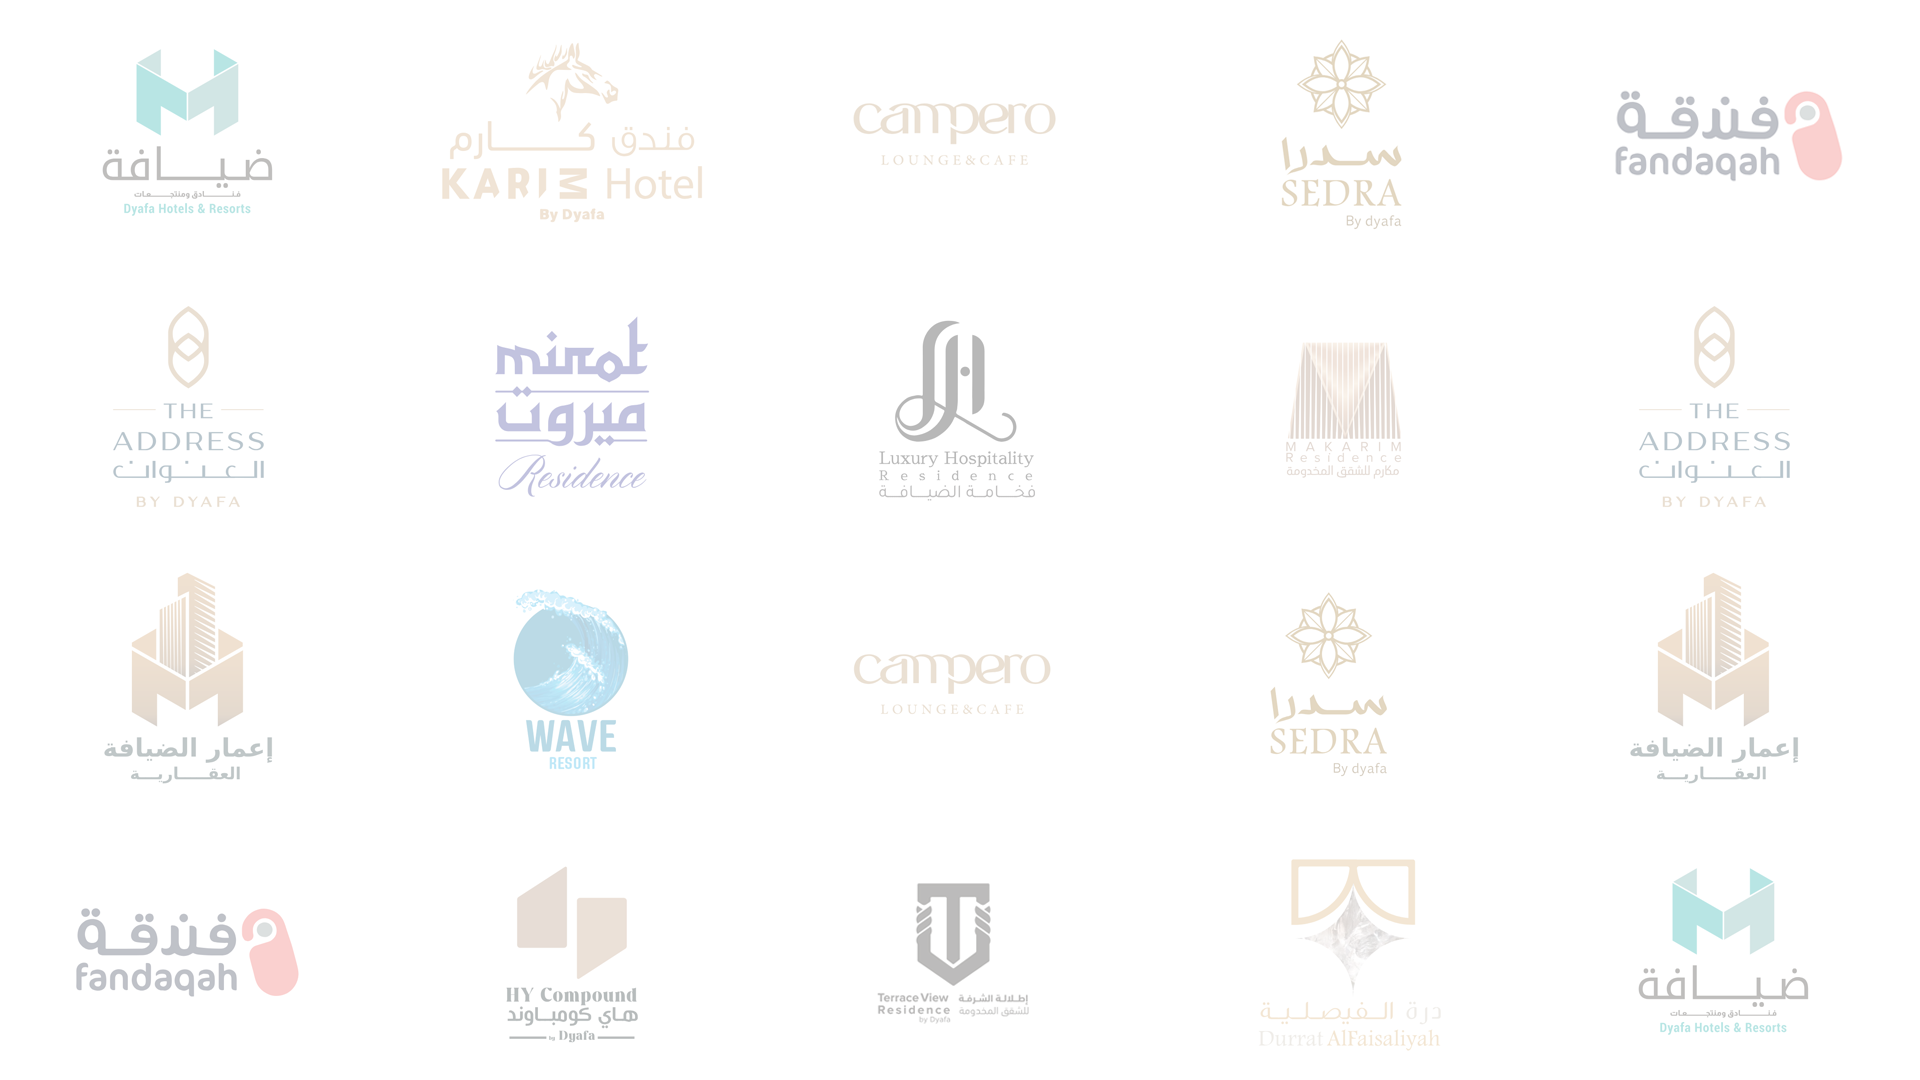 ضيافة
فنادق ومنتجعات
Dyafa Hotels & Resorts
فندق كارم
KARIM Hotel
By Dyafa
campero
LOUNGE&CAFE
سدرا
SEDRA
By dyafa
فندقة
fandaqah
THE
ADDRESS
العنوان
BY DYAFA
mirot
ميروت
Residence
Luxury Hospitality
Residence
فخامة الضيافة
MAKARIM
Residence
مكارم للشقق المخدومة
THE
ADDRESS
العنوان
BY DYAFA
إعمار الضيافة
العقارية
WAVE
RESORT
campero
LOUNGE&CAFE
سدرا
SEDRA
By dyafa
إعمار الضيافة
العقارية
فندقة
fandaqah
HY Compound
هاي كومباوند
by Dyafa
Terrace View
Residence
by Dyafa
إطلالة الشرفة
للشقق المخدومة
درة الفيصلية
Durrat AlFaisaliyah
ضيافة
فنادق ومنتجعات
Dyafa Hotels & Resorts